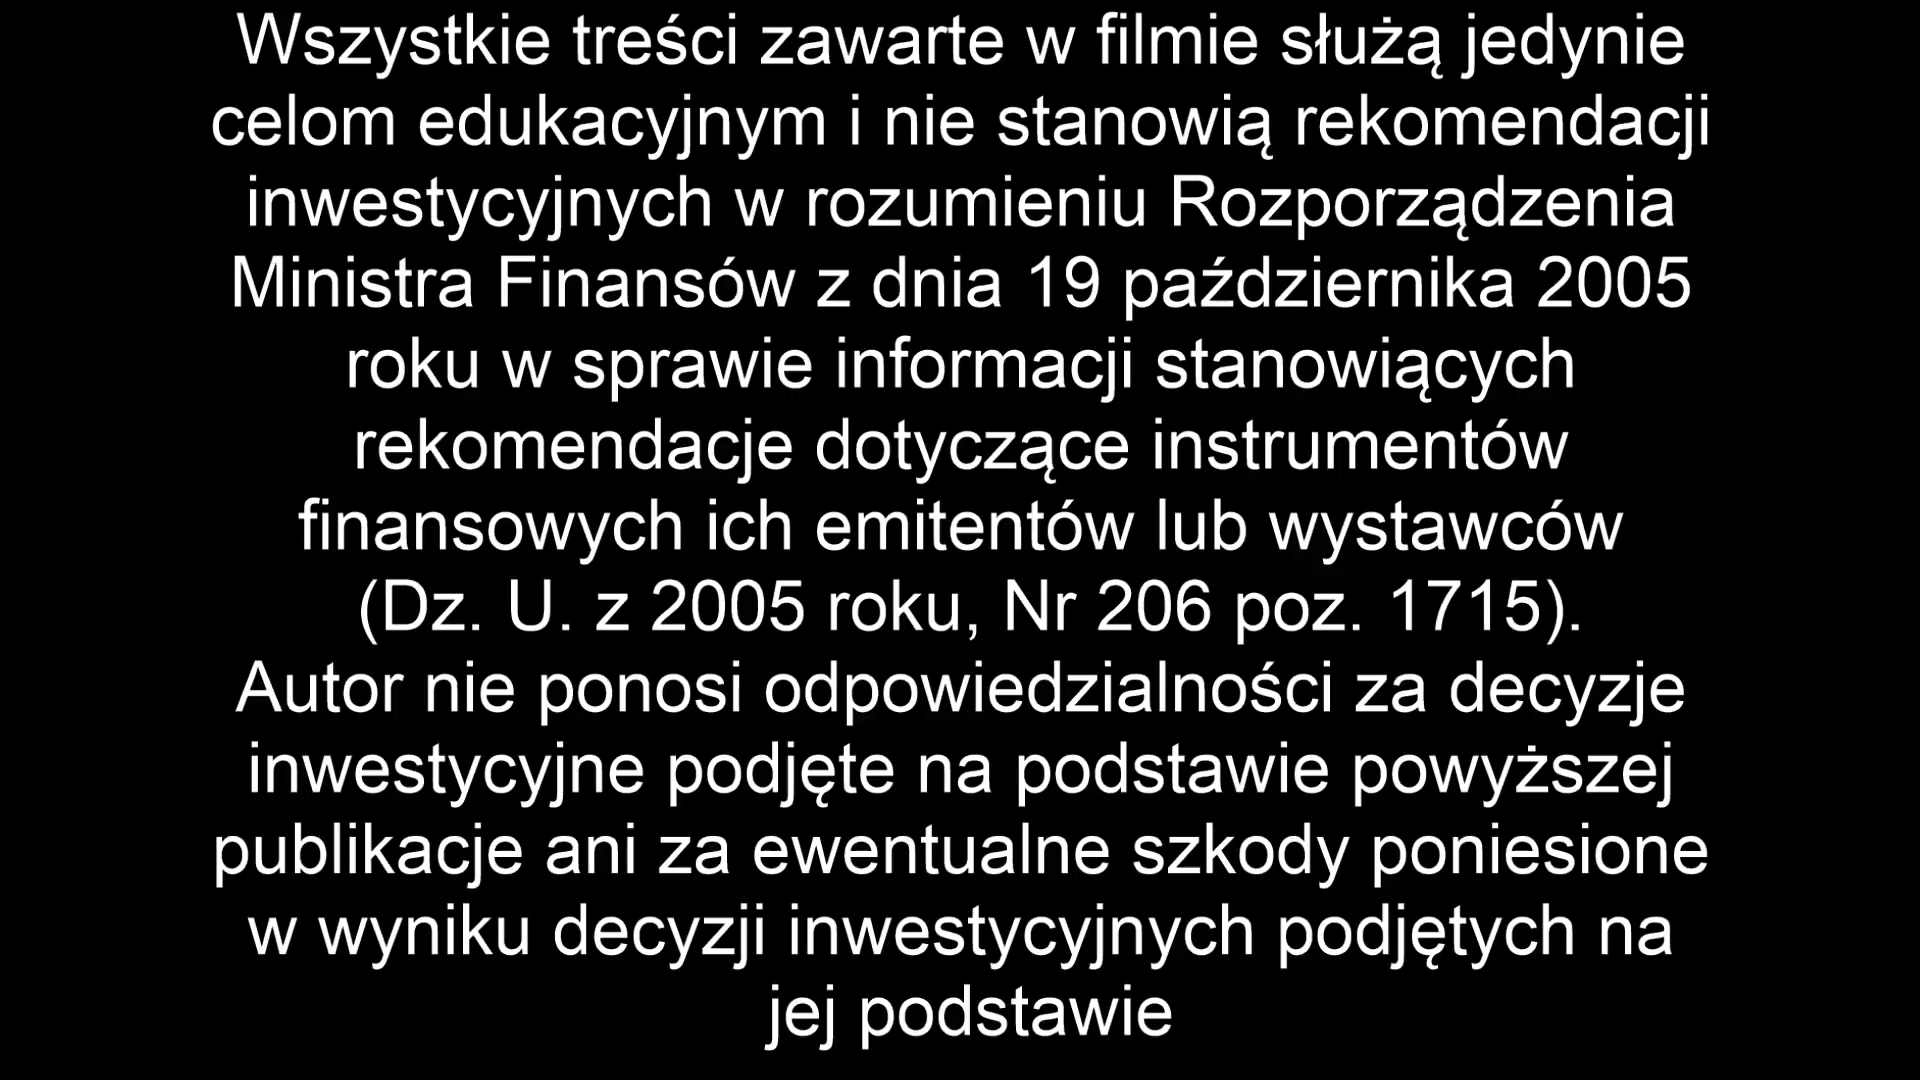 Wszystkie treści zawarte w filmie służą jedynie
celom edukacyjnym i nie stanowią rekomendacji
inwestycyjnych w rozumieniu Rozporządzenia
Ministra Finansów z dnia 19 października 2005
roku w sprawie informacji stanowiących
rekomendacje dotyczące instrumentów
finansowych ich emitentów lub wystawców
(Dz. U. z 2005 roku, Nr 206 poz. 1715).
Autor nie ponosi odpowiedzialności za decyzje
inwestycyjne podjęte na podstawie powyższej
publikacje ani za ewentualne szkody poniesione
w wyniku decyzji inwestycyjnych podjętych na
jej podstawie